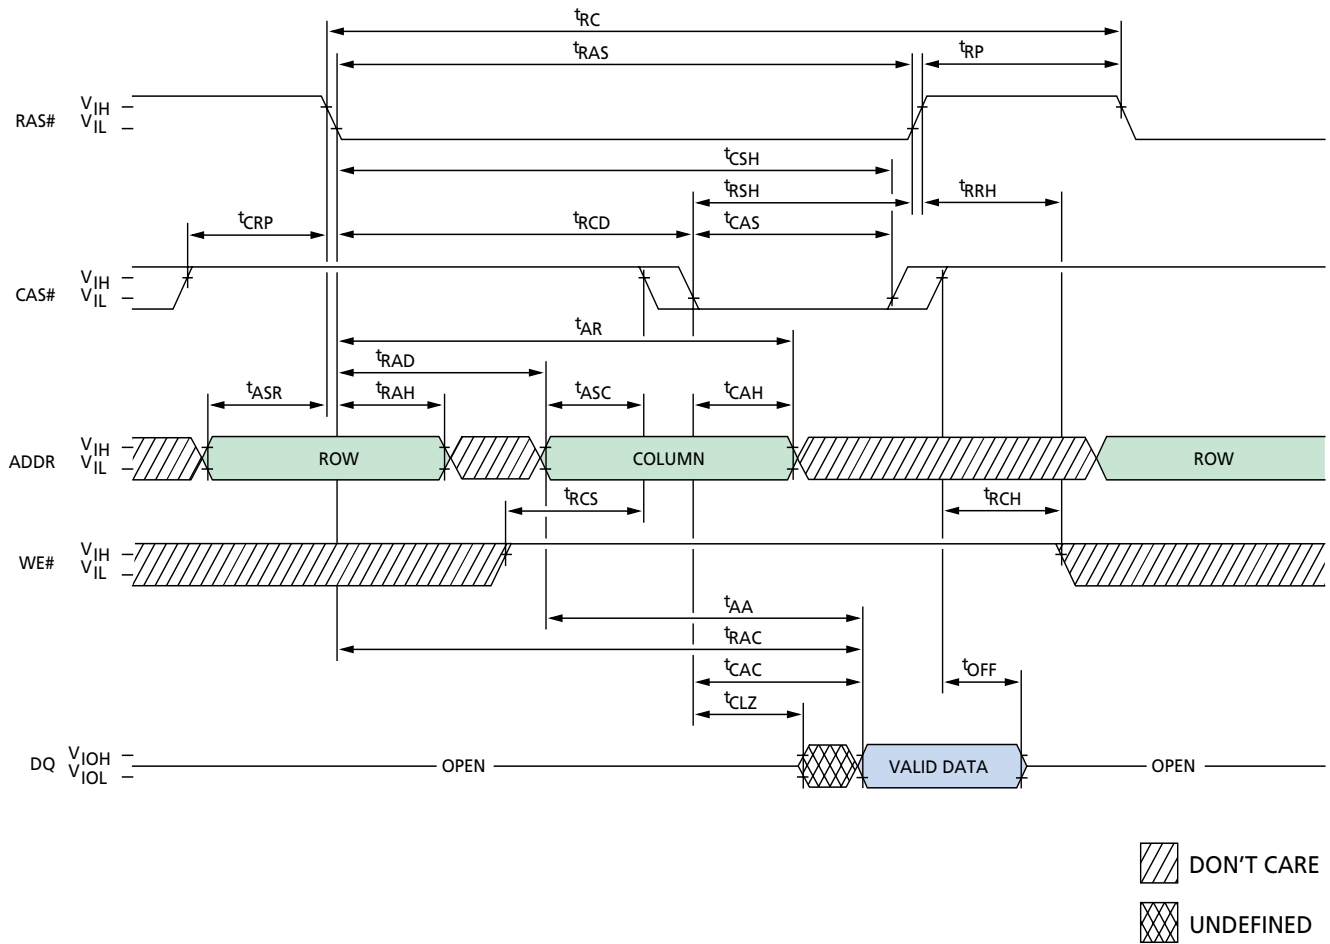 tRC
tRAS
tRP
RAS#
VIH
VIL
tCSH
tRSH
tRRH
tCRP
tRCD
tCAS
CAS#
VIH
VIL
tAR
tRAD
tASR
tRAH
tASC
tCAH
ADDR
VIH
VIL
ROW
COLUMN
ROW
tRCS
tRCH
WE#
VIH
VIL
tAA
tRAC
tCAC
tOFF
tCLZ
DQ
VIOH
VIOL
OPEN
VALID DATA
OPEN
DON'T CARE
UNDEFINED